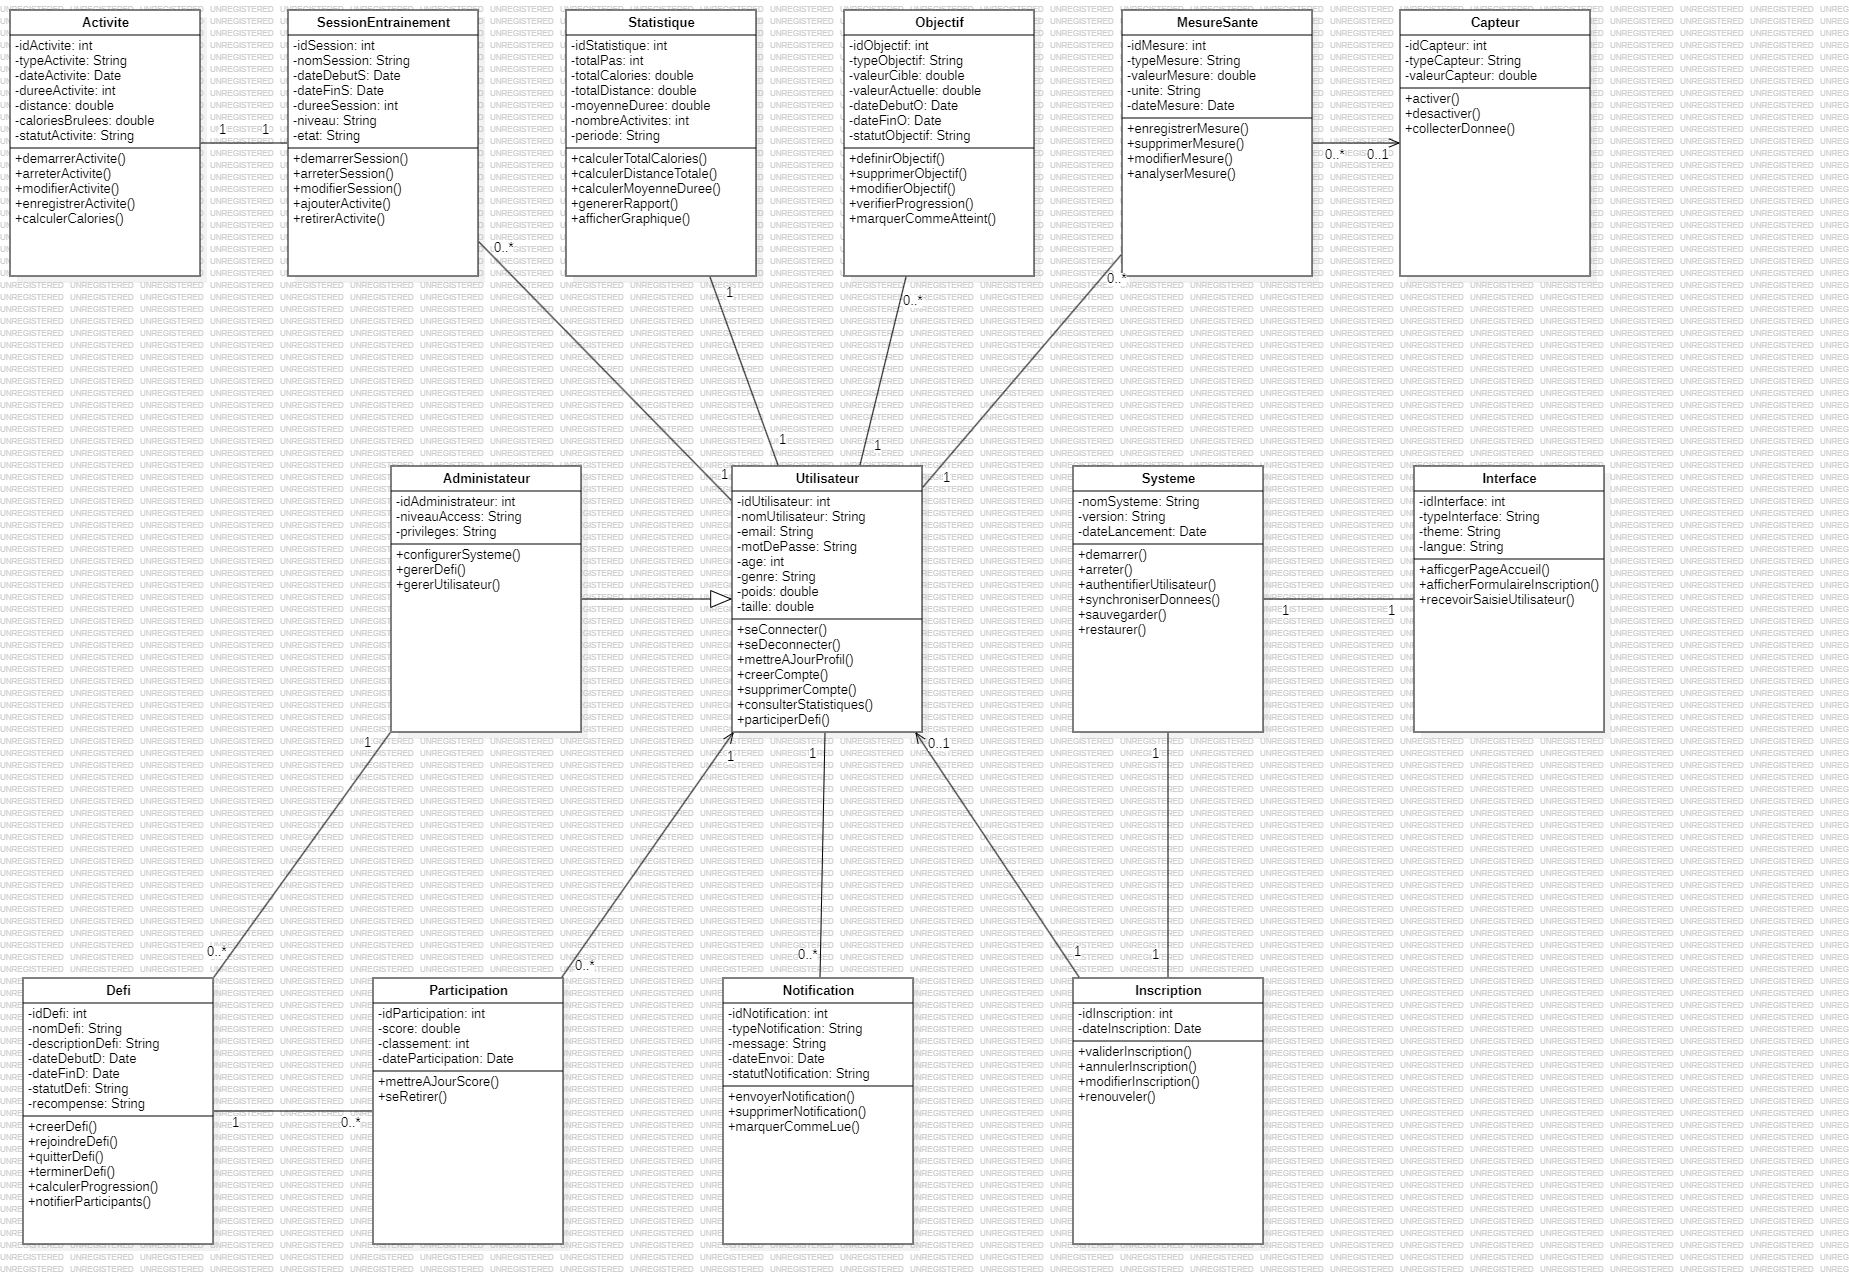 Activite
-idActivite: int
-typeActivite: String
-dateActivite: Date
-dureeActivite: int
-distance: double
-caloriesBrulees: double
-statutActivite: String
+demarrerActivite()
+arreterActivite()
+modifierActivite()
+enregistrerActivite()
+calculerCalories()
1
1
SessionEntrainement
-idSession: int
-nomSession: String
-dateDebutS: Date
-dateFinS: Date
-dureeSession: int
-niveau: String
-etat: String
+demarrerSession()
+arreterSession()
+modifierSession()
+ajouterActivite()
+retirerActivite()
0..*
1
Statistique
-idStatistique: int
-totalPas: int
-totalCalories: double
-totalDistance: double
-moyenneDuree: double
-nombreActivites: int
-periode: String
+calculerTotalCalories()
+calculerDistanceTotale()
+calculerMoyenneDuree()
+genererRapport()
+afficherGraphique()
1
1
Objectif
-idObjectif: int
-typeObjectif: String
-valeurCible: double
-valeurActuelle: double
-dateDebutO: Date
-dateFinO: Date
-statutObjectif: String
+definirObjectif()
+supprimerObjectif()
+modifierObjectif()
+verifierProgression()
+marquerCommeAtteint()
0..*
1
MesureSante
-idMesure: int
-typeMesure: String
-valeurMesure: double
-unite: String
-dateMesure: Date
+enregistrerMesure()
+supprimerMesure()
+modifierMesure()
+analyserMesure()
0..*
1
0..*
0..1
Capteur
-idCapteur: int
-typeCapteur: String
-valeurCapteur: double
+activer()
+desactiver()
+collecterDonnee()
Administateur
-idAdministrateur: int
-niveauAccess: String
-privileges: String
+configurerSysteme()
+gererDefi()
+gererUtilisateur()
Utilisateur
-idUtilisateur: int
-nomUtilisateur: String
-email: String
-motDePasse: String
-age: int
-genre: String
-poids: double
-taille: double
+seConnecter()
+seDeconnecter()
+mettreAJourProfil()
+creerCompte()
+supprimerCompte()
+consulterStatistiques()
+participerDefi()
Systeme
-nomSysteme: String
-version: String
-dateLancement: Date
+demarrer()
+arreter()
+authentifierUtilisateur()
+synchroniserDonnees()
+sauvegarder()
+restaurer()
1
1
Interface
-idInterface: int
-typeInterface: String
-theme: String
-langue: String
+afficgerPageAccueil()
+afficherFormulaireInscription()
+recevoirSaisieUtilisateur()
1
0..*
1
0..*
1
0..*
0..1
1
1
1
Defi
-idDefi: int
-nomDefi: String
-descriptionDefi: String
-dateDebutD: Date
-dateFinD: Date
-statutDefi: String
-recompense: String
+creerDefi()
+rejoindreDefi()
+quitterDefi()
+terminerDefi()
+calculerProgression()
+notifierParticipants()
1
0..*
Participation
-idParticipation: int
-score: double
-classement: int
-dateParticipation: Date
+mettreAJourScore()
+seRetirer()
Notification
-idNotification: int
-typeNotification: String
-message: String
-dateEnvoi: Date
-statutNotification: String
+envoyerNotification()
+supprimerNotification()
+marquerCommeLue()
Inscription
-idInscription: int
-dateInscription: Date
+validerInscription()
+annulerInscription()
+modifierInscription()
+renouveler()
UNREGISTERED